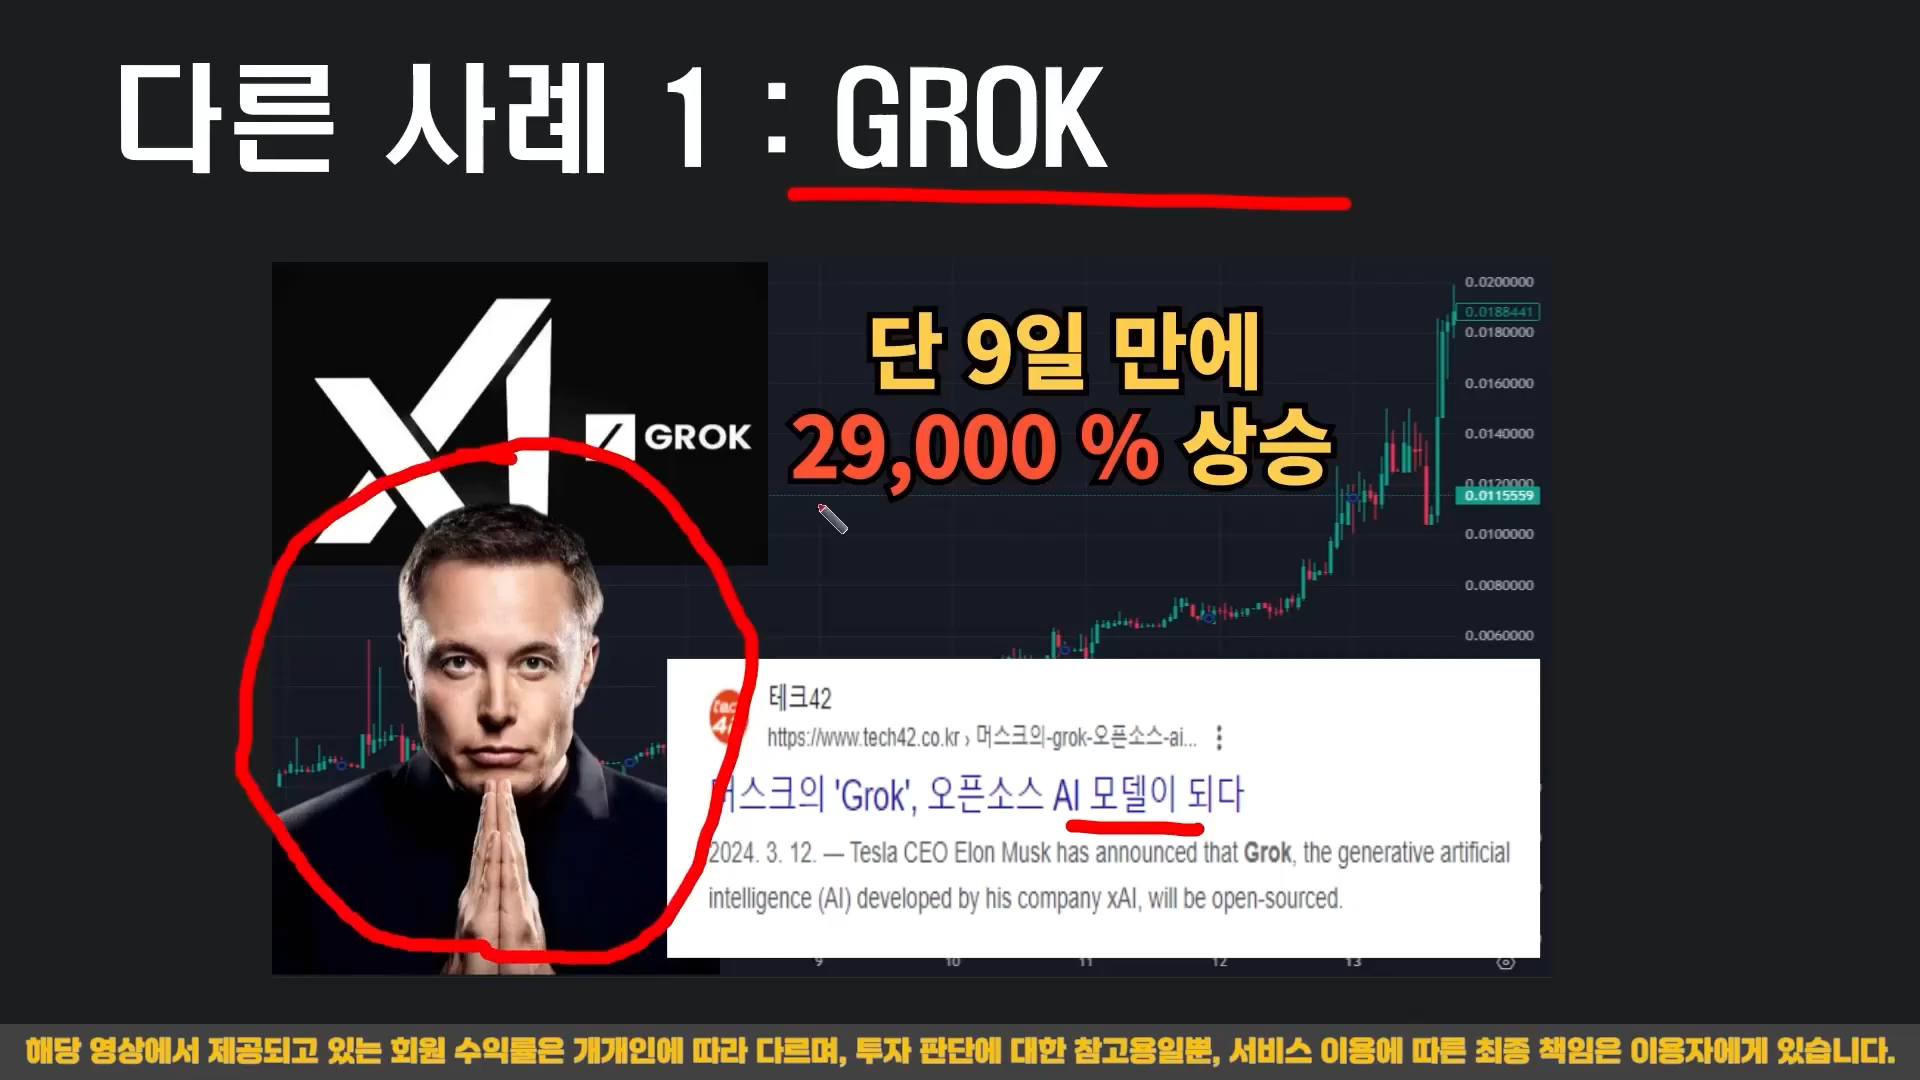 다른 사례 1 : GROK
GROK
단 9일 만에
29,000 % 상승
0.0200000
0.0188441
0.0180000
0.0160000
0.0140000
0.0120000
0.0115559
0.0100000
0.0080000
0.0060000
테크42
https://www.tech42.co.kr › 머스크의-grok-오픈소스-ai...
머스크의 'Grok', 오픈소스 AI 모델이 되다
2024. 3. 12. — Tesla CEO Elon Musk has announced that Grok, the generative artificial
intelligence (AI) developed by his company xAI, will be open-sourced.
9 10 11 12 13
해당 영상에서 제공되고 있는 회원 수익률은 개개인에 따라 다르며, 투자 판단에 대한 참고용일뿐, 서비스 이용에 따른 최종 책임은 이용자에게 있습니다.